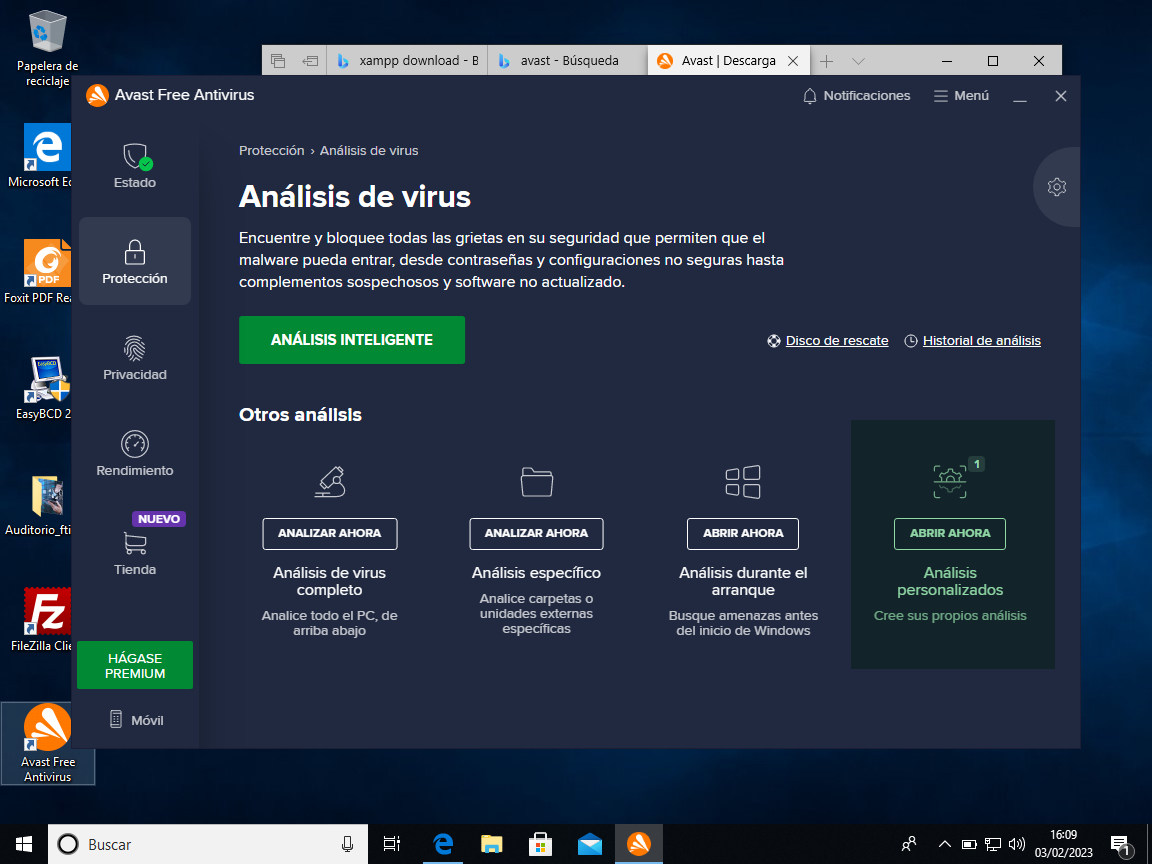 Papelera de
reciclaje
xampp download - B
avast - Búsqueda
Avast | Descarga
Avast Free Antivirus
Notificaciones
Menú
Microsoft Ec
Foxit PDF Rea
PDF
EasyBCD
EasyBCD 2
Auditorio_fti
FileZilla Clie
Avast Free
Antivirus
Estado
Protección
Privacidad
Rendimiento
NUEVO
Tienda
HÁGASE
PREMIUM
Móvil
Protección › Análisis de virus
Análisis de virus
Encuentre y bloquee todas las grietas en su seguridad que permiten que el
malware pueda entrar, desde contraseñas y configuraciones no seguras hasta
complementos sospechosos y software no actualizado.
ANÁLISIS INTELIGENTE
Disco de rescate
Historial de análisis
Otros análisis
ANALIZAR AHORA
Análisis de virus
completo
Analice todo el PC, de
arriba abajo
ANALIZAR AHORA
Análisis específico
Analice carpetas o
unidades externas
específicas
ABRIR AHORA
Análisis durante el
arranque
Busque amenazas antes
del inicio de Windows
1
ABRIR AHORA
Análisis
personalizados
Cree sus propios análisis
Buscar
16:09
03/02/2023
1